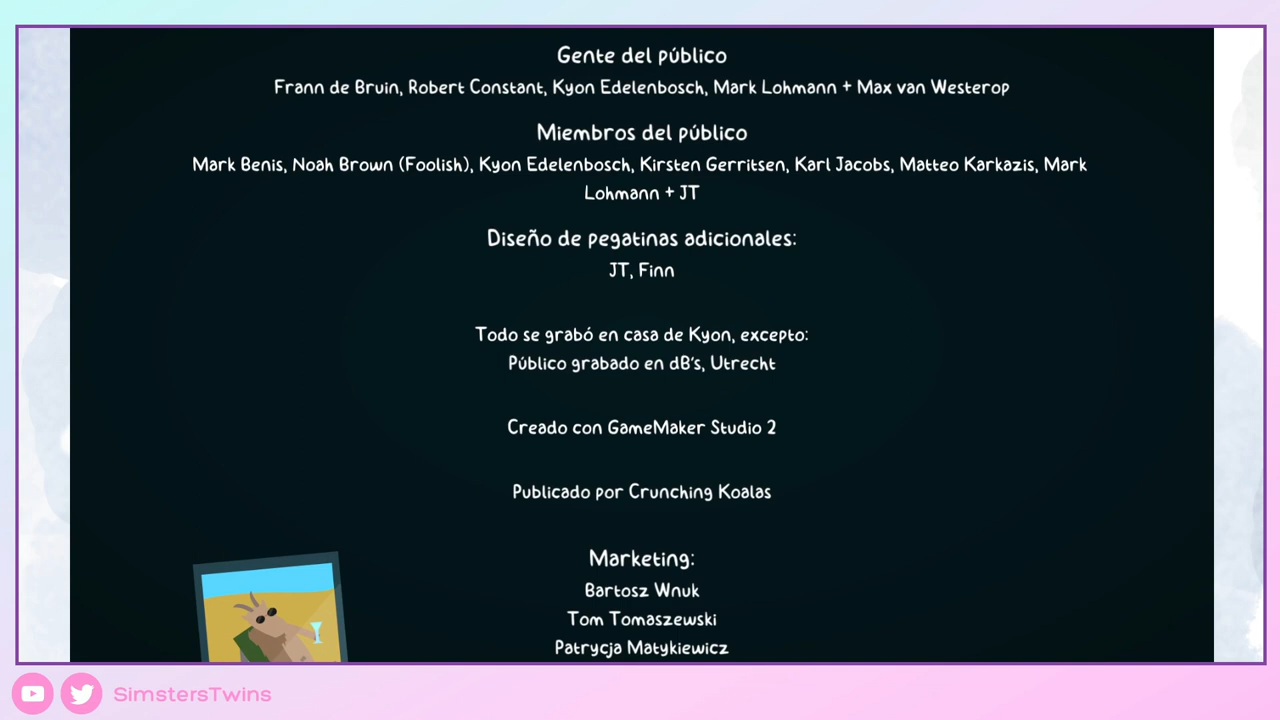 Gente del público
Frann de Bruin, Robert Constant, Kyon Edelenbosch, Mark Lohmann + Max van Westerop
Miembros del público
Mark Benis, Noah Brown (Foolish), Kyon Edelenbosch, Kirsten Gerritsen, Karl Jacobs, Matteo Karkazis, Mark
Lohmann + JT
Diseño de pegatinas adicionales:
JT, Finn
Todo se grabó en casa de Kyon, excepto:
Público grabado en dB's, Utrecht
Creado con GameMaker Studio 2
Publicado por Crunching Koalas
Marketing:
Bartosz Wnuk
Tom Tomaszewski
Patrycja Matykiewicz
SimstersTwins